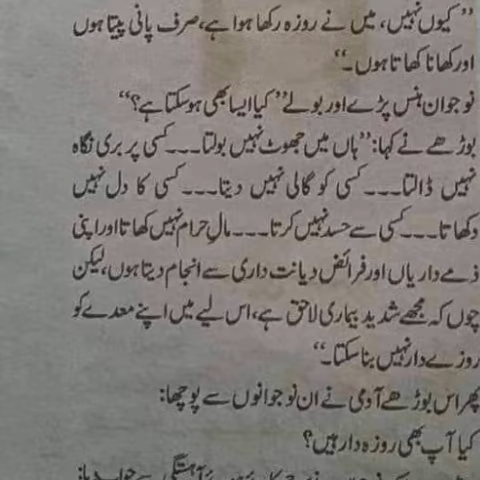 ”کیوں نہیں، میں نے روزہ رکھا ہوا ہے، صرف پانی پیتا ہوں
اور کھانا کھاتا ہوں۔“
نوجوان ہنس پڑے اور بولے ”کیا ایسا بھی ہو سکتا ہے؟“
بوڑھے نے کہا: ”ہاں میں جھوٹ نہیں بولتا۔۔۔ کسی پر بری نگاہ
نہیں ڈالتا۔۔۔ کسی کو گالی نہیں دیتا۔۔۔ کسی کا دل نہیں
دکھاتا۔۔۔ کسی سے حسد نہیں کرتا۔۔۔ مالِ حرام نہیں کھاتا اور اپنی
ذمے داریاں اور فرائض دیانت داری سے انجام دیتا ہوں، لیکن
چوں کہ مجھے شدید بیماری لاحق ہے، اس لیے میں اپنے معدے کو
روزے دار نہیں بنا سکتا۔“
پھر اس بوڑھے آدمی نے ان نوجوانوں سے پوچھا:
کیا آپ بھی روزہ دار ہیں؟